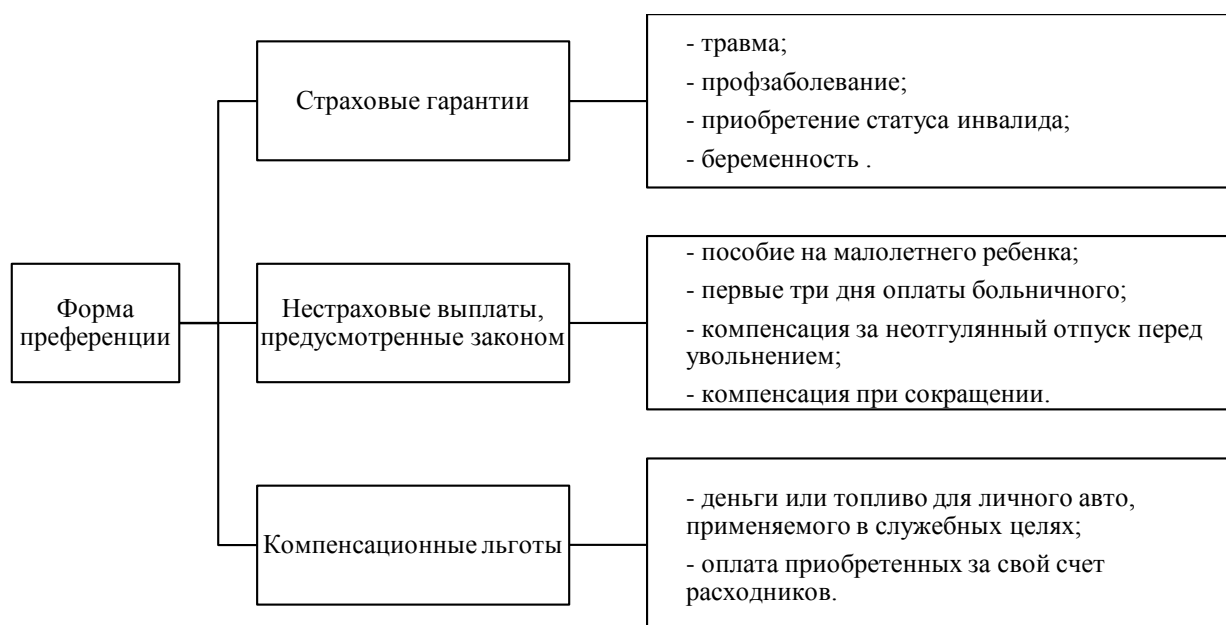 Форма
преференции
Страховые гарантии
- травма;
- профзаболевание;
- приобретение статуса инвалида;
- беременность .
Нестраховые выплаты,
предусмотренные законом
- пособие на малолетнего ребенка;
- первые три дня оплаты больничного;
- компенсация за неотгулянный отпуск перед
увольнением;
- компенсация при сокращении.
Компенсационные льготы
- деньги или топливо для личного авто,
применяемого в служебных целях;
- оплата приобретенных за свой счет
расходников.